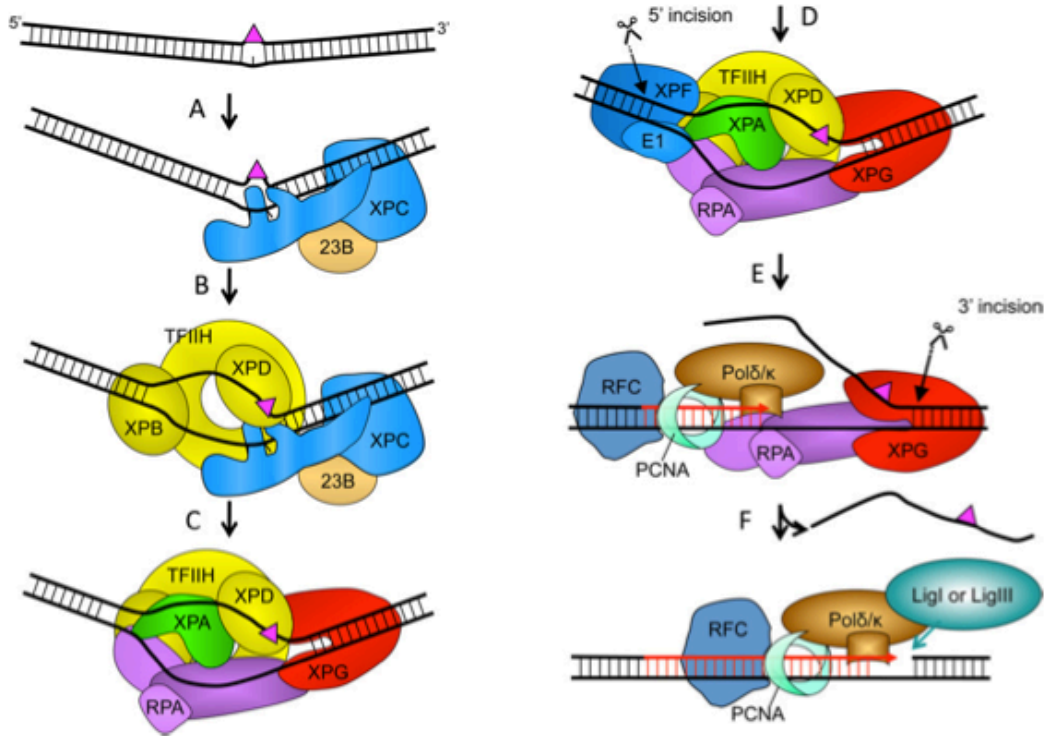 5'
3'
A
XPC
23B
B
TFIIH
XPD
XPB
XPC
23B
C
TFIIH
XPD
XPA
XPG
RPA
D
5' incision
TFIIH
XPF
XPD
XPA
E1
XPG
RPA
E
3' incision
Polδ/κ
RFC
RPA
XPG
PCNA
F
LigI or LigIII
Polδ/κ
RFC
PCNA